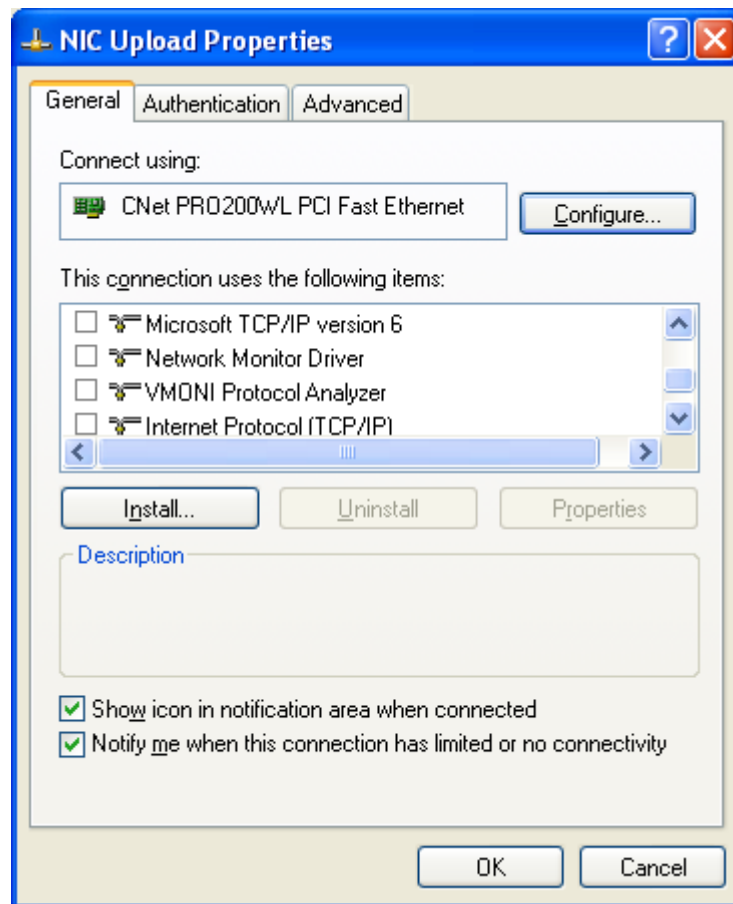 NIC Upload Properties
General Authentication Advanced
Connect using:
CNet PRO200WL PCI Fast Ethernet
Configure...
This connection uses the following items:
Microsoft TCP/IP version 6
Network Monitor Driver
VMONI Protocol Analyzer
Internet Protocol (TCP/IP)
Install... Uninstall Properties
Description
Show icon in notification area when connected
Notify me when this connection has limited or no connectivity
OK Cancel